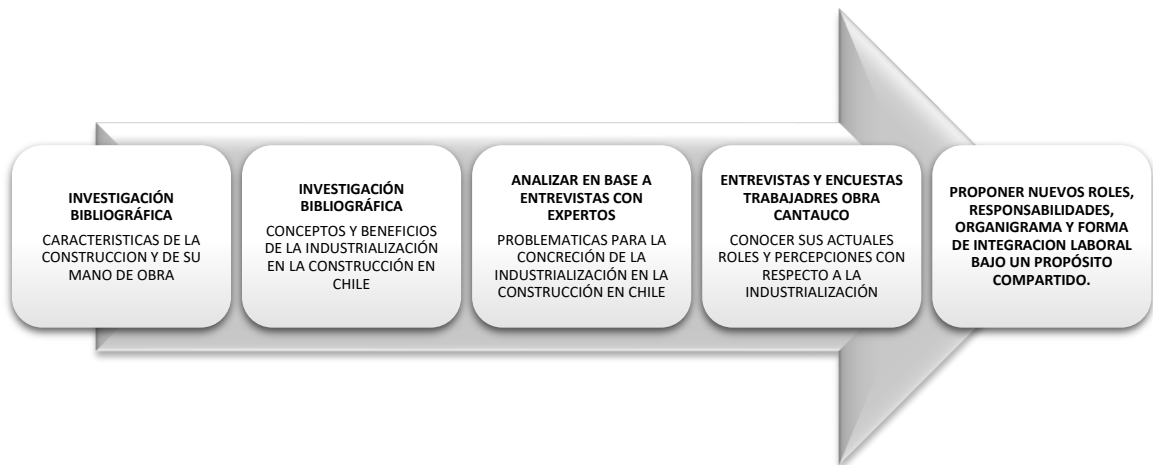 INVESTIGACIÓN
BIBLIOGRÁFICA
CARACTERISTICAS DE LA
CONSTRUCCION Y DE SU
MANO DE OBRA
INVESTIGACIÓN
BIBLIOGRÁFICA
CONCEPTOS Y BENEFICIOS
DE LA INDUSTRIALIZACIÓN
EN LA CONSTRUCCIÓN EN
CHILE
ANALIZAR EN BASE A
ENTREVISTAS CON
EXPERTOS
PROBLEMATICAS PARA LA
CONCRECIÓN DE LA
INDUSTRIALIZACIÓN EN LA
CONSTRUCCIÓN EN CHILE
ENTREVISTAS Y ENCUESTAS
TRABAJADRES OBRA
CANTAUCO
CONOCER SUS ACTUALES
ROLES Y PERCEPCIONES CON
RESPECTO A LA
INDUSTRIALIZACIÓN
PROPONER NUEVOS ROLES,
RESPONSABILIDADES,
ORGANIGRAMA Y FORMA
DE INTEGRACION LABORAL
BAJO UN PROPÓSITO
COMPARTIDO.